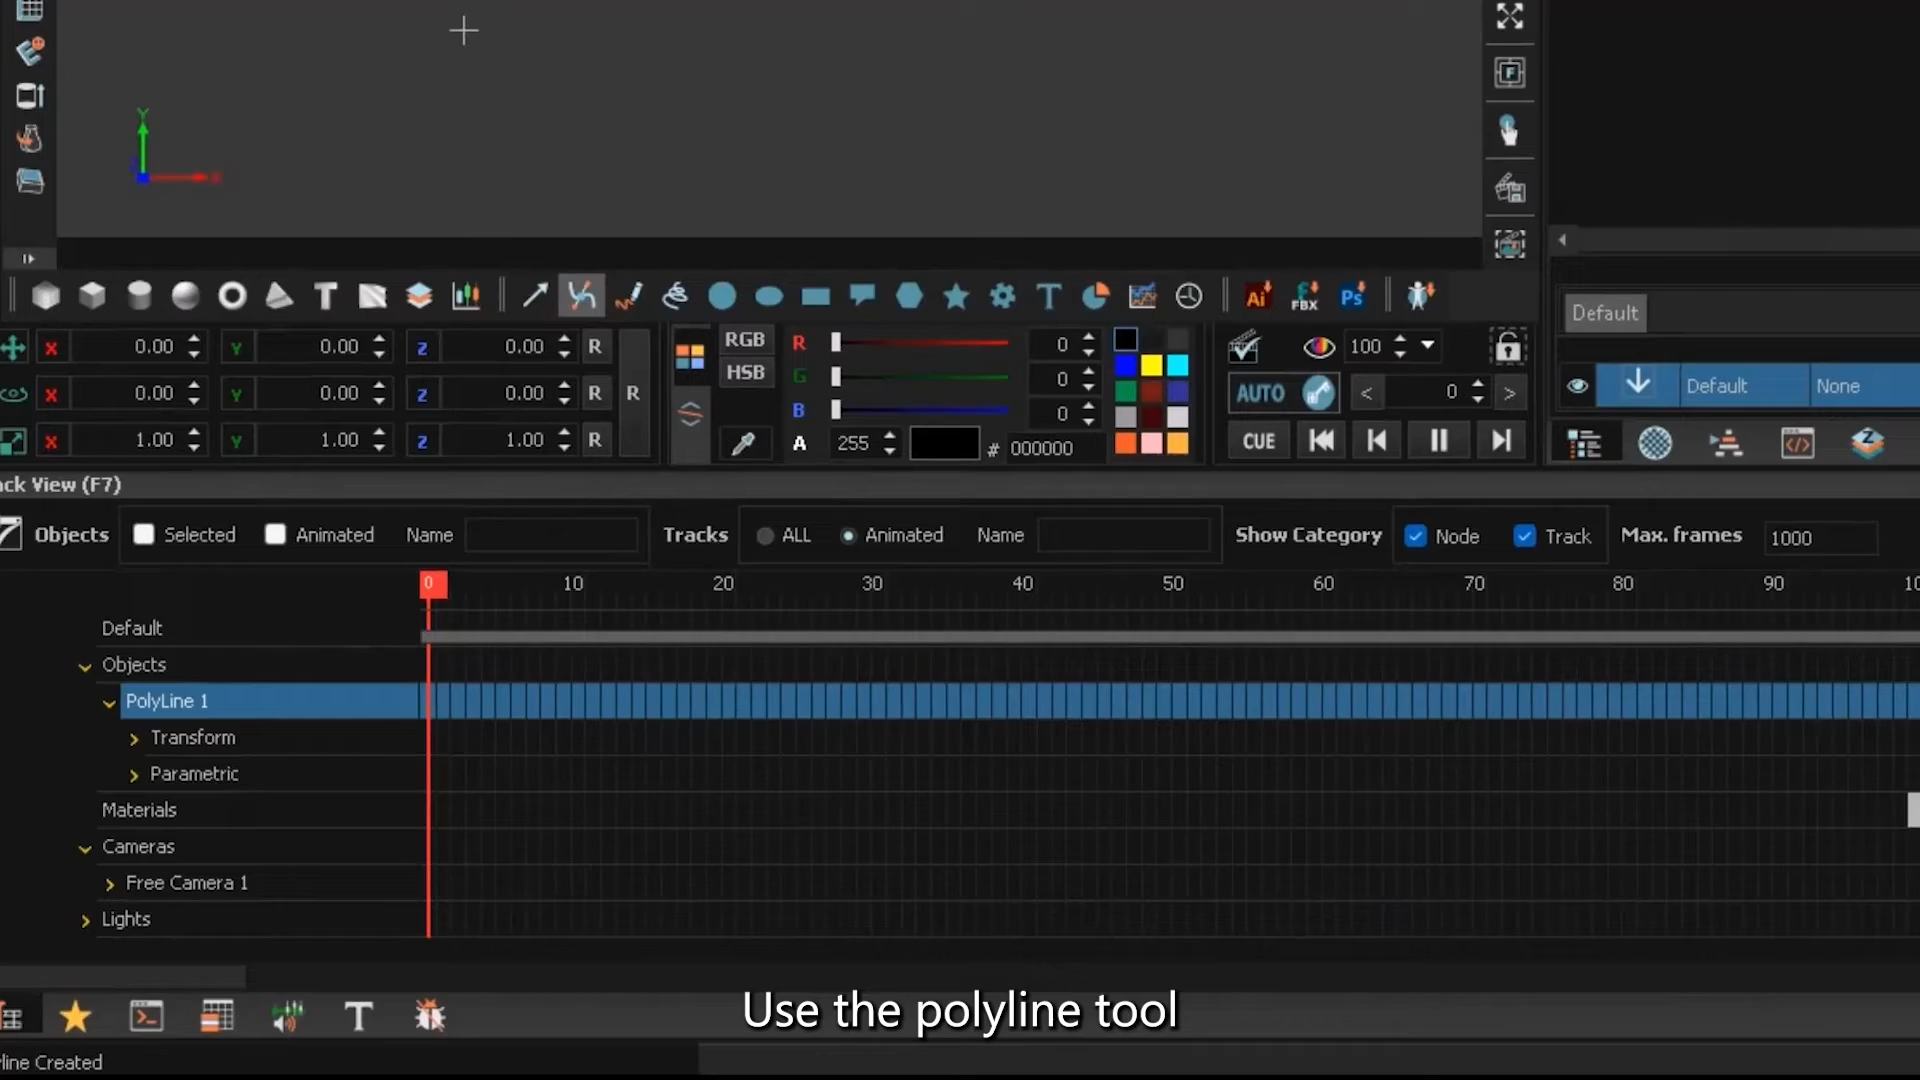 Y
X
F
T
T
Ai
FBX
Ps
Default
X 0.00 Y 0.00 Z 0.00 R
RGB
R 0
100
X 0.00 Y 0.00 Z 0.00 R
R
HSB
G 0
AUTO
< 0 >
Default None
X 1.00 Y 1.00 Z 1.00 R
B 0
A 255 # 000000
CUE
Z
ck View (F7)
Objects Selected Animated Name Tracks ALL Animated Name Show Category Node Track Max. frames 1000
0 10 20 30 40 50 60 70 80 90 10
Default
Objects
PolyLine 1
Transform
Parametric
Materials
Cameras
Free Camera 1
Lights
T
Use the polyline tool
line Created